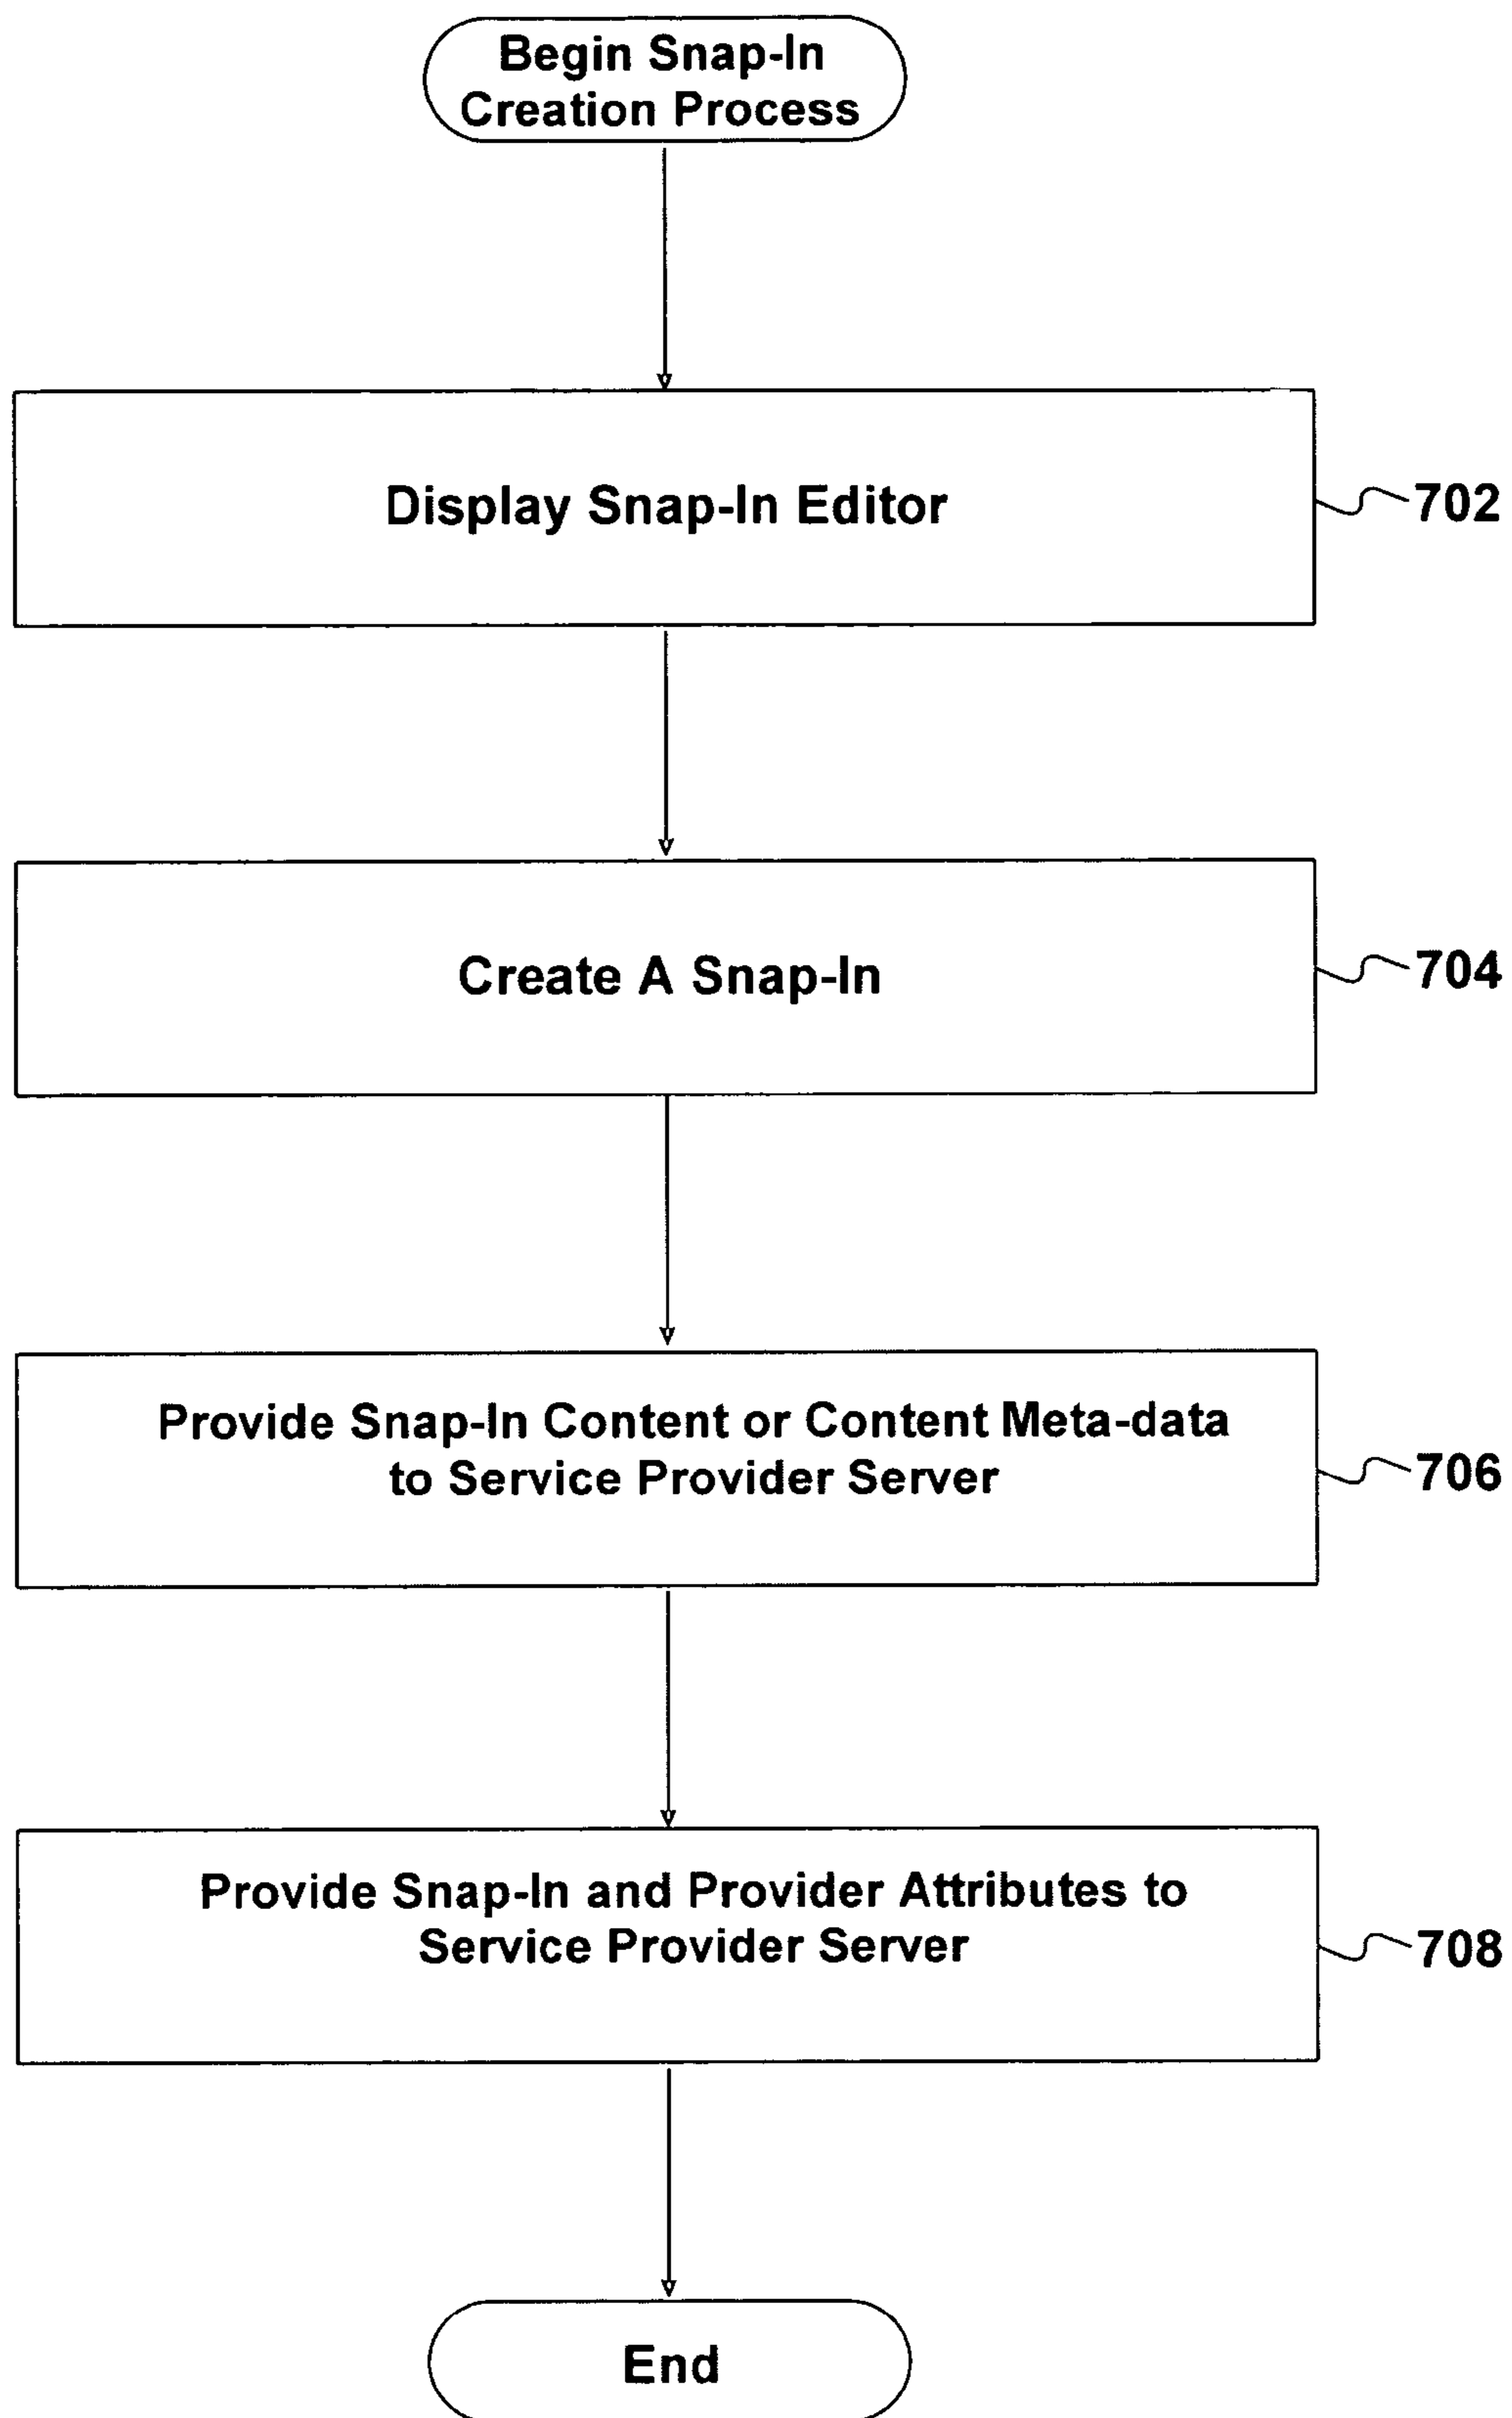 Begin Snap-In
Creation Process
Display Snap-In Editor
702
Create A Snap-In
704
Provide Snap-In Content or Content Meta-data
to Service Provider Server
706
Provide Snap-In and Provider Attributes to
Service Provider Server
708
End